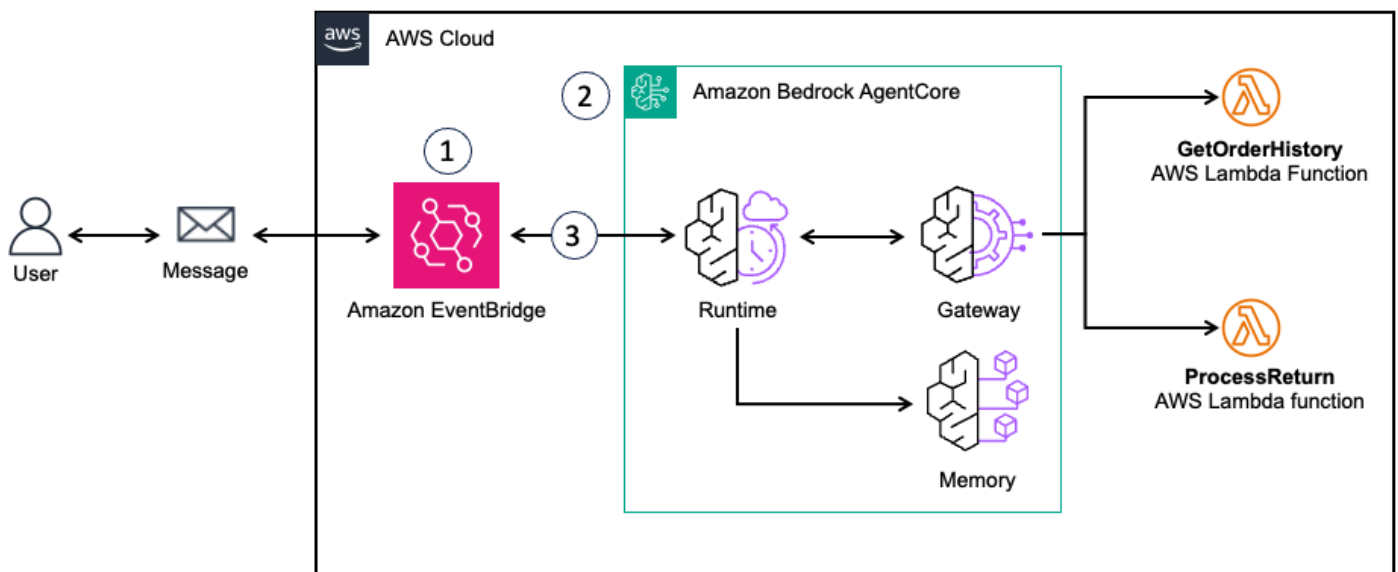 aws
AWS Cloud
2
Amazon Bedrock AgentCore
1
GetOrderHistory
AWS Lambda Function
3
User
Message
Amazon EventBridge
Runtime
Gateway
ProcessReturn
AWS Lambda function
Memory